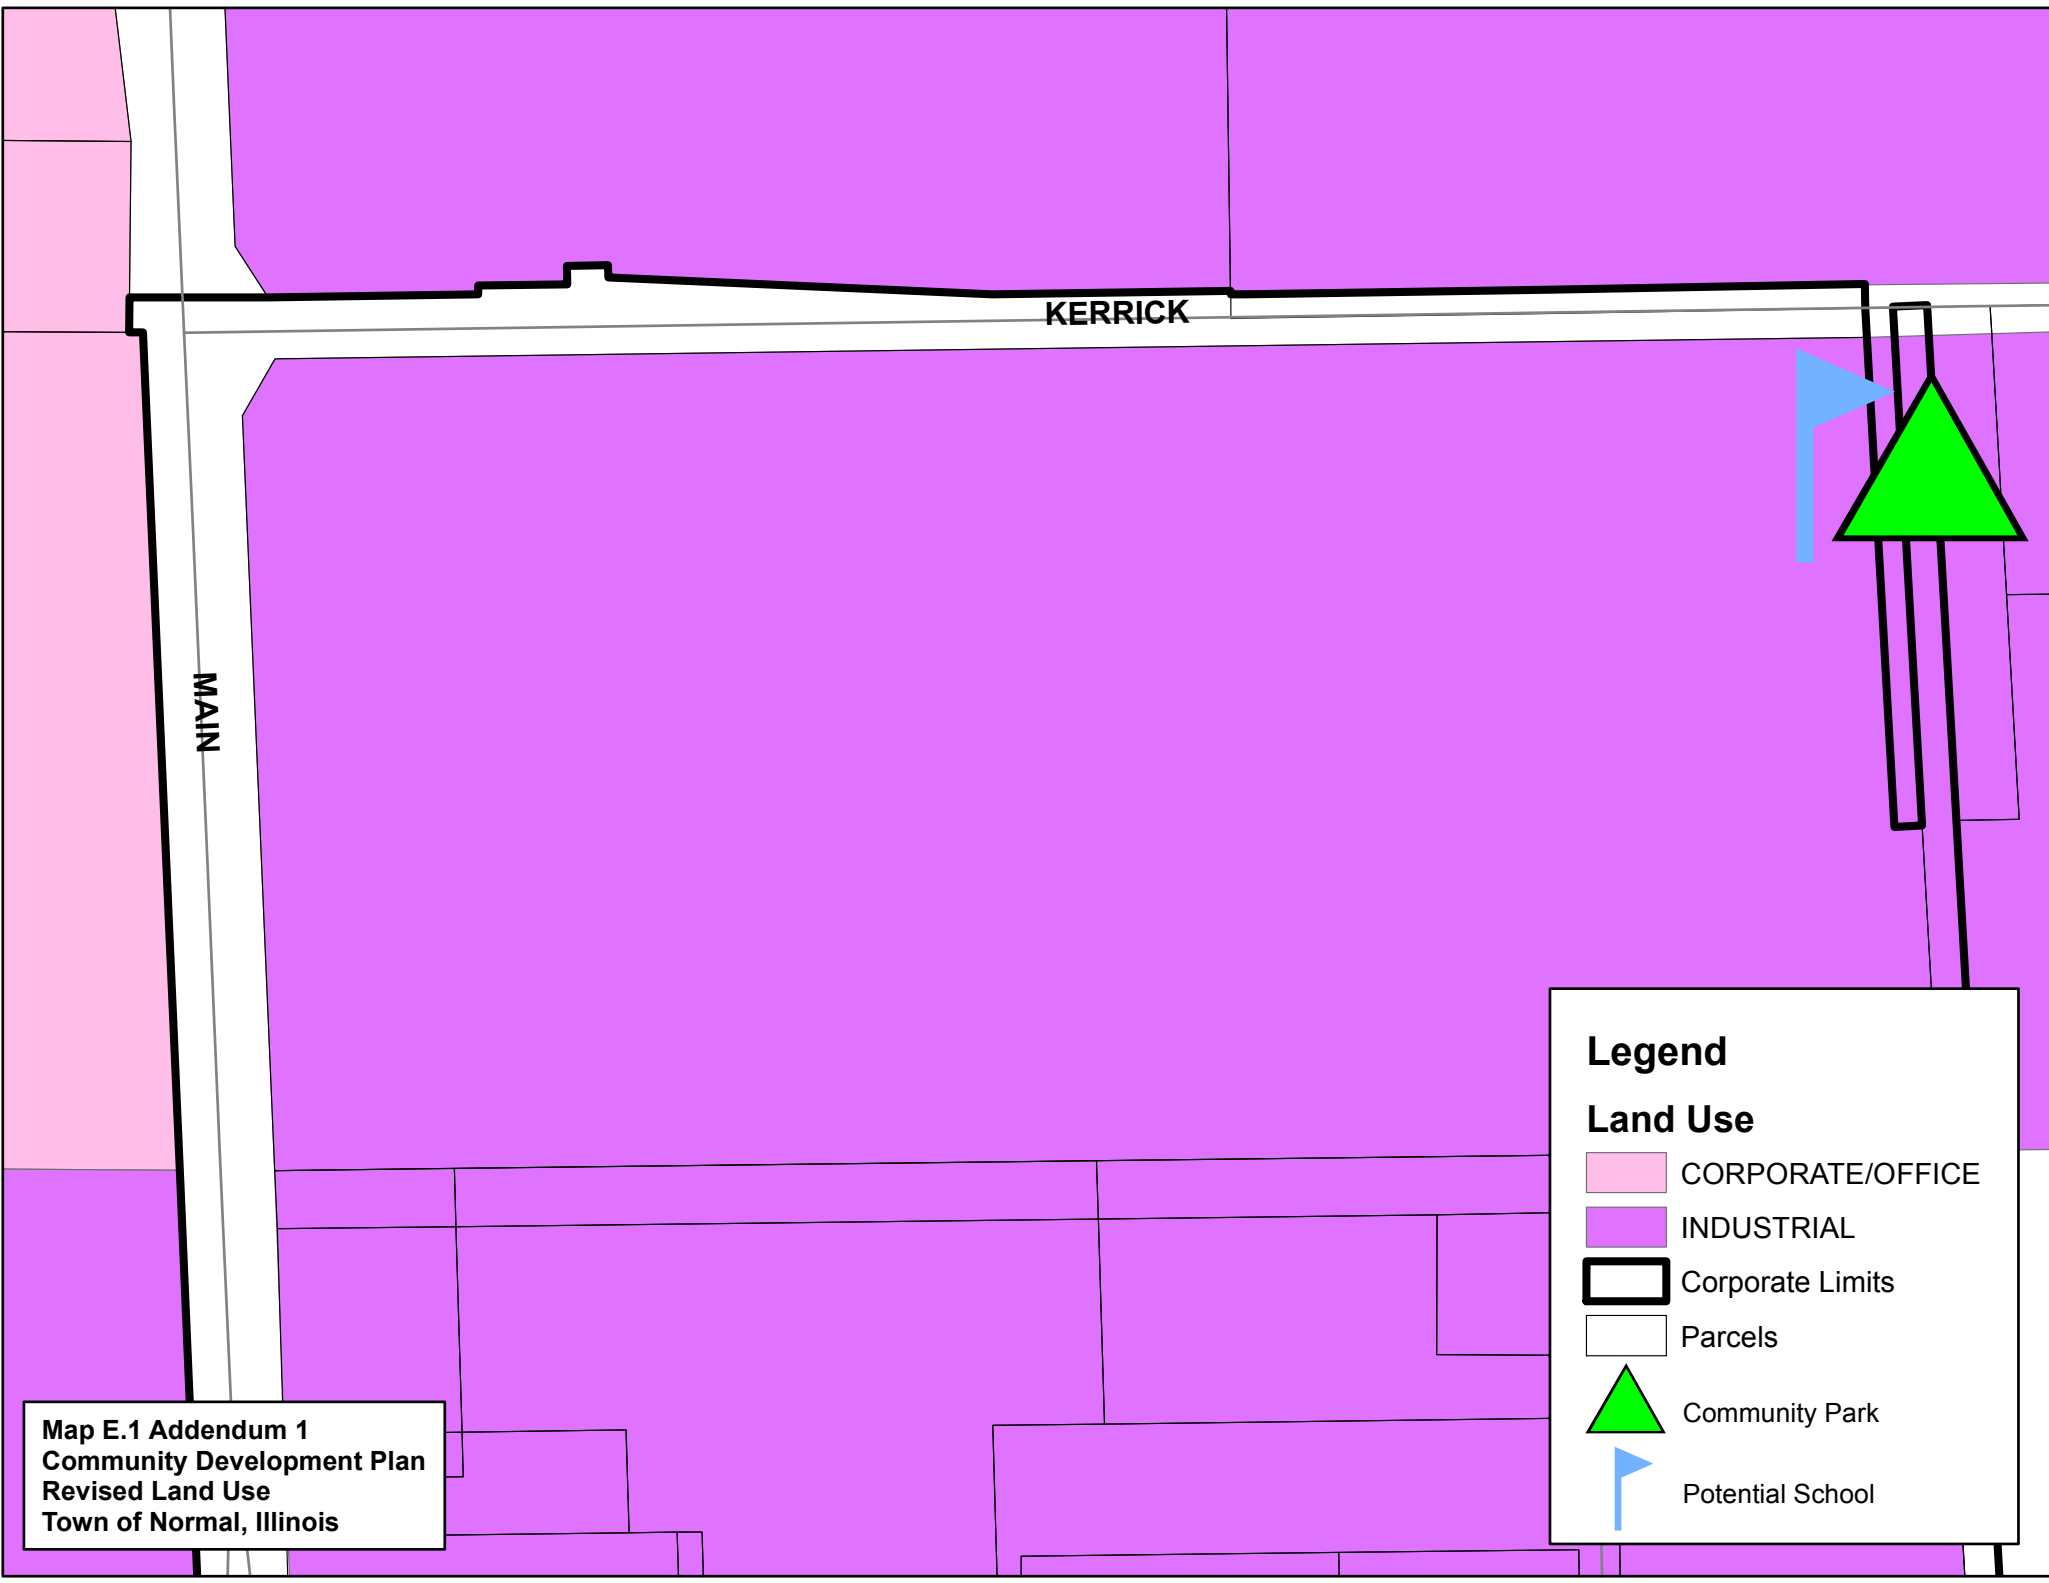 KERRICK
MAIN
Legend
Land Use
CORPORATE/OFFICE
INDUSTRIAL
Corporate Limits
Parcels
Community Park
Potential School
Map E.1 Addendum 1
Community Development Plan
Revised Land Use
Town of Normal, Illinois